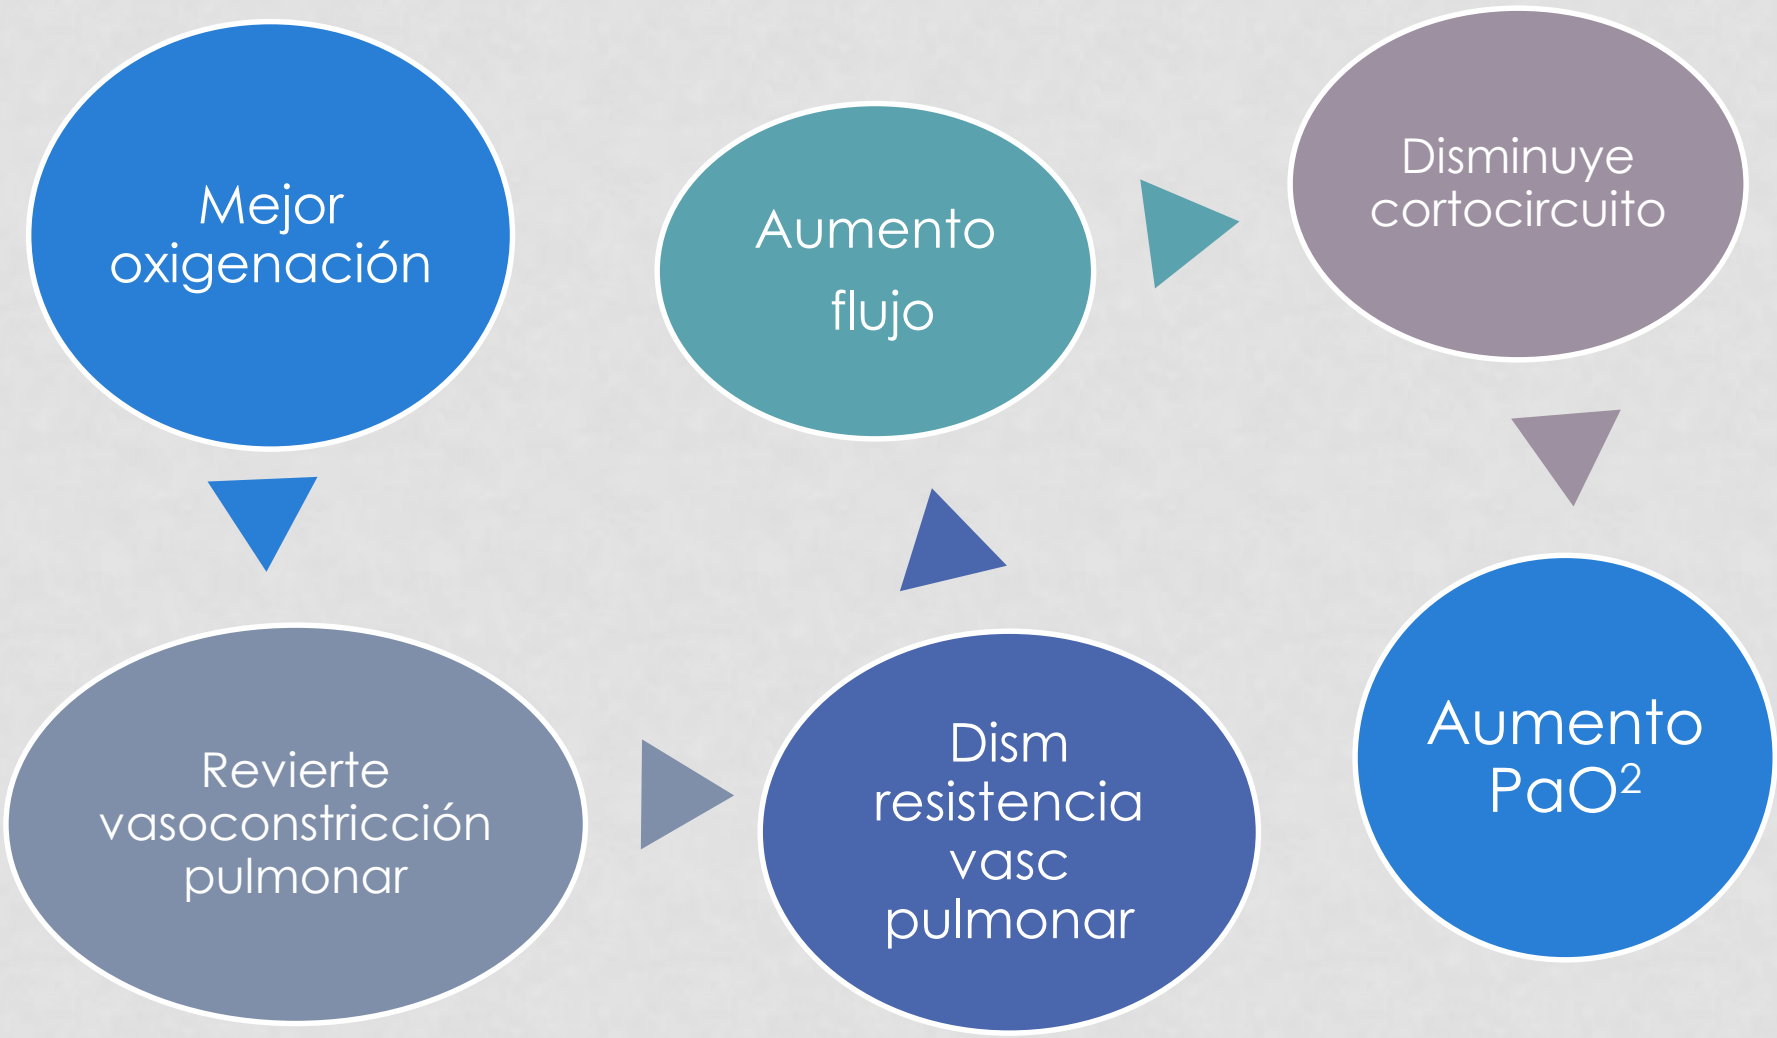 Mejor
oxigenación
Revierte
vasoconstricción
pulmonar
Dism
resistencia
vasc
pulmonar
Aumento
flujo
Disminuye
cortocircuito
Aumento
PaO²